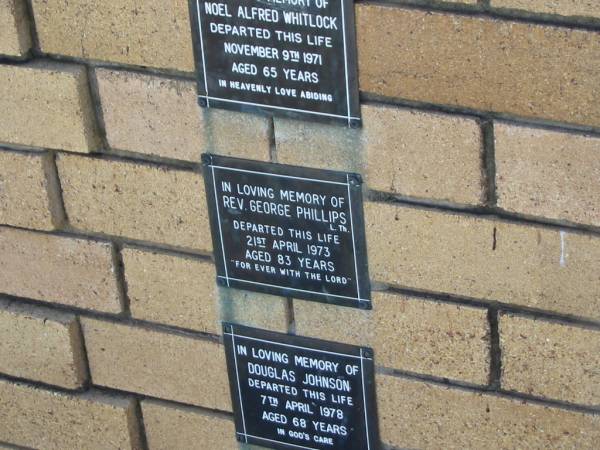 MEMORY OF
NOEL ALFRED WHITLOCK
DEPARTED THIS LIFE
NOVEMBER 9TH 1971
AGED 65 YEARS
IN HEAVENLY LOVE ABIDING
IN LOVING MEMORY OF
REV. GEORGE PHILLIPS
L. Th.
DEPARTED THIS LIFE
21ST APRIL 1973
AGED 83 YEARS
"FOR EVER WITH THE LORD"
IN LOVING MEMORY OF
DOUGLAS JOHNSON
DEPARTED THIS LIFE
7TH APRIL 1978
AGED 68 YEARS
IN GOD'S CARE